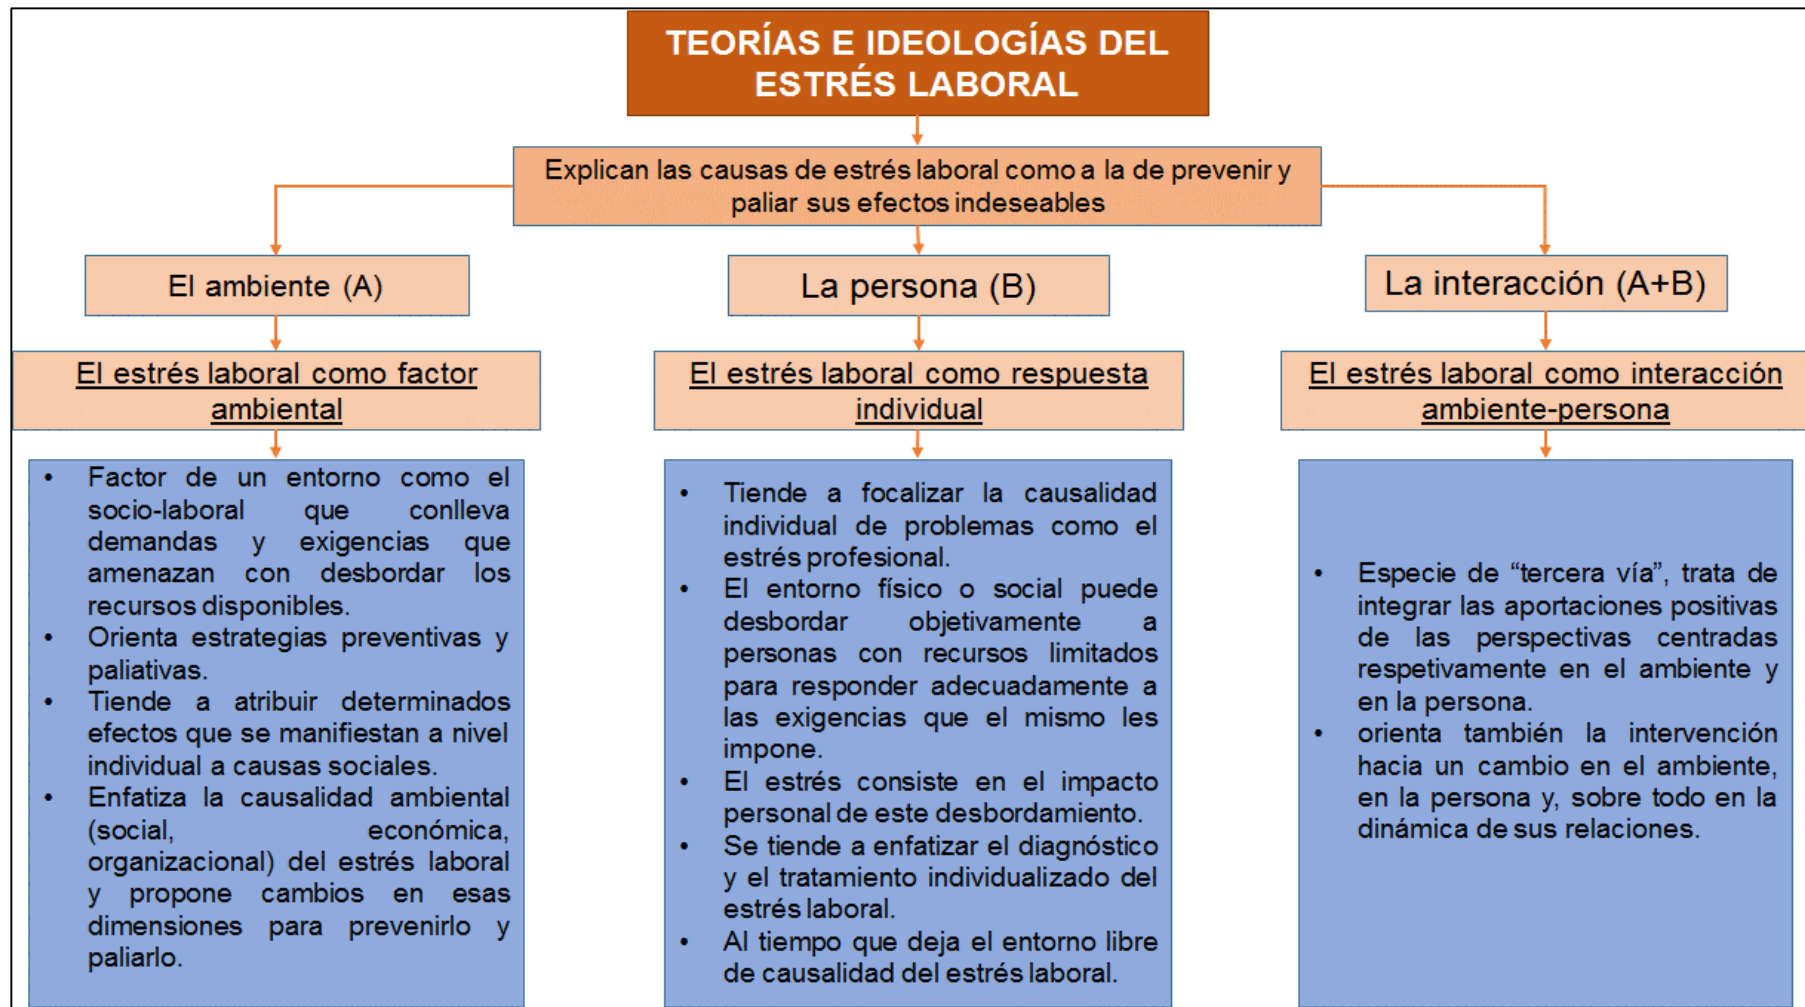 TEORÍAS E IDEOLOGÍAS DEL
ESTRÉS LABORAL
Explican las causas de estrés laboral como a la de prevenir y
paliar sus efectos indeseables
El ambiente (A)
El estrés laboral como factor
ambiental
• Factor de un entorno como el
socio-laboral que conlleva
demandas y exigencias que
amenazan con desbordar los
recursos disponibles.
• Orienta estrategias preventivas y
paliativas.
• Tiende a atribuir determinados
efectos que se manifiestan a nivel
individual a causas sociales.
• Enfatiza la causalidad ambiental
(social, económica,
organizacional) del estrés laboral
y propone cambios en esas
dimensiones para prevenirlo y
paliarlo.
La persona (B)
El estrés laboral como respuesta
individual
• Tiende a focalizar la causalidad
individual de problemas como el
estrés profesional.
• El entorno físico o social puede
desbordar objetivamente a
personas con recursos limitados
para responder adecuadamente a
las exigencias que el mismo les
impone.
• El estrés consiste en el impacto
personal de este desbordamiento.
• Se tiende a enfatizar el diagnóstico
y el tratamiento individualizado del
estrés laboral.
• Al tiempo que deja el entorno libre
de causalidad del estrés laboral.
La interacción (A+B)
El estrés laboral como interacción
ambiente-persona
• Especie de “tercera vía”, trata de
integrar las aportaciones positivas
de las perspectivas centradas
respetivamente en el ambiente y
en la persona.
• orienta también la intervención
hacia un cambio en el ambiente,
en la persona y, sobre todo en la
dinámica de sus relaciones.